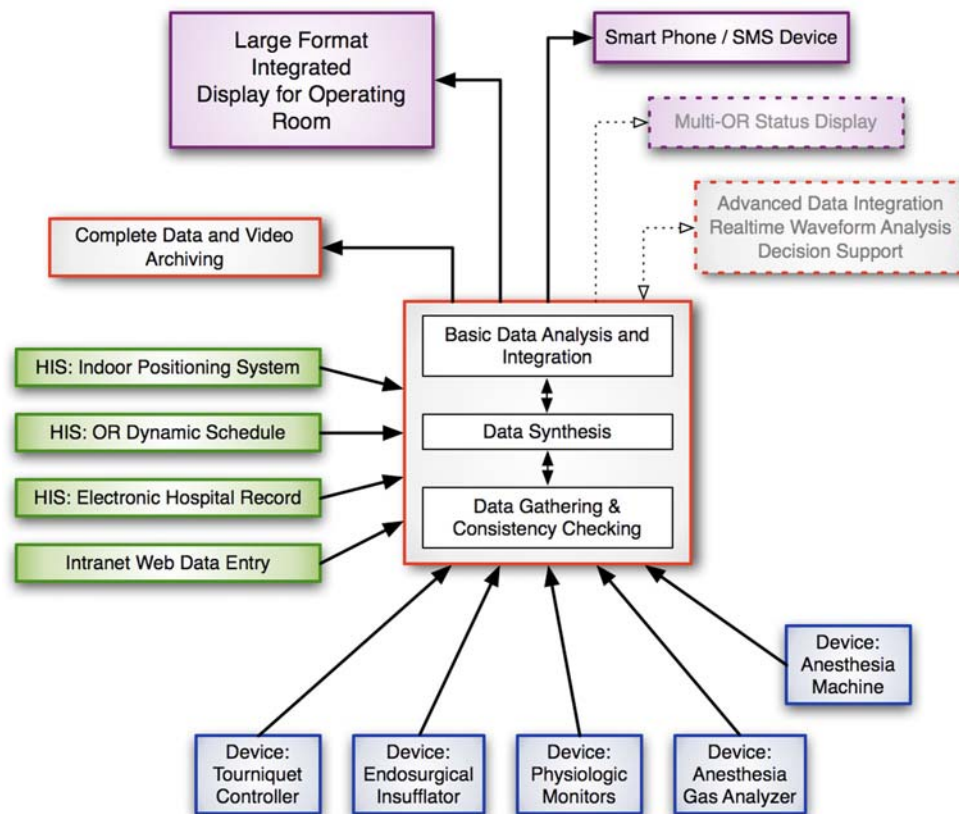 Large Format
Integrated
Display for Operating
Room
Smart Phone / SMS Device
Multi-OR Status Display
Advanced Data Integration
Realtime Waveform Analysis
Decision Support
Complete Data and Video
Archiving
Basic Data Analysis and
Integration
HIS: Indoor Positioning System
HIS: OR Dynamic Schedule
Data Synthesis
HIS: Electronic Hospital Record
Data Gathering &
Consistency Checking
Intranet Web Data Entry
Device:
Anesthesia
Machine
Device:
Tourniquet
Controller
Device:
Endosurgical
Insufflator
Device:
Physiologic
Monitors
Device:
Anesthesia
Gas Analyzer